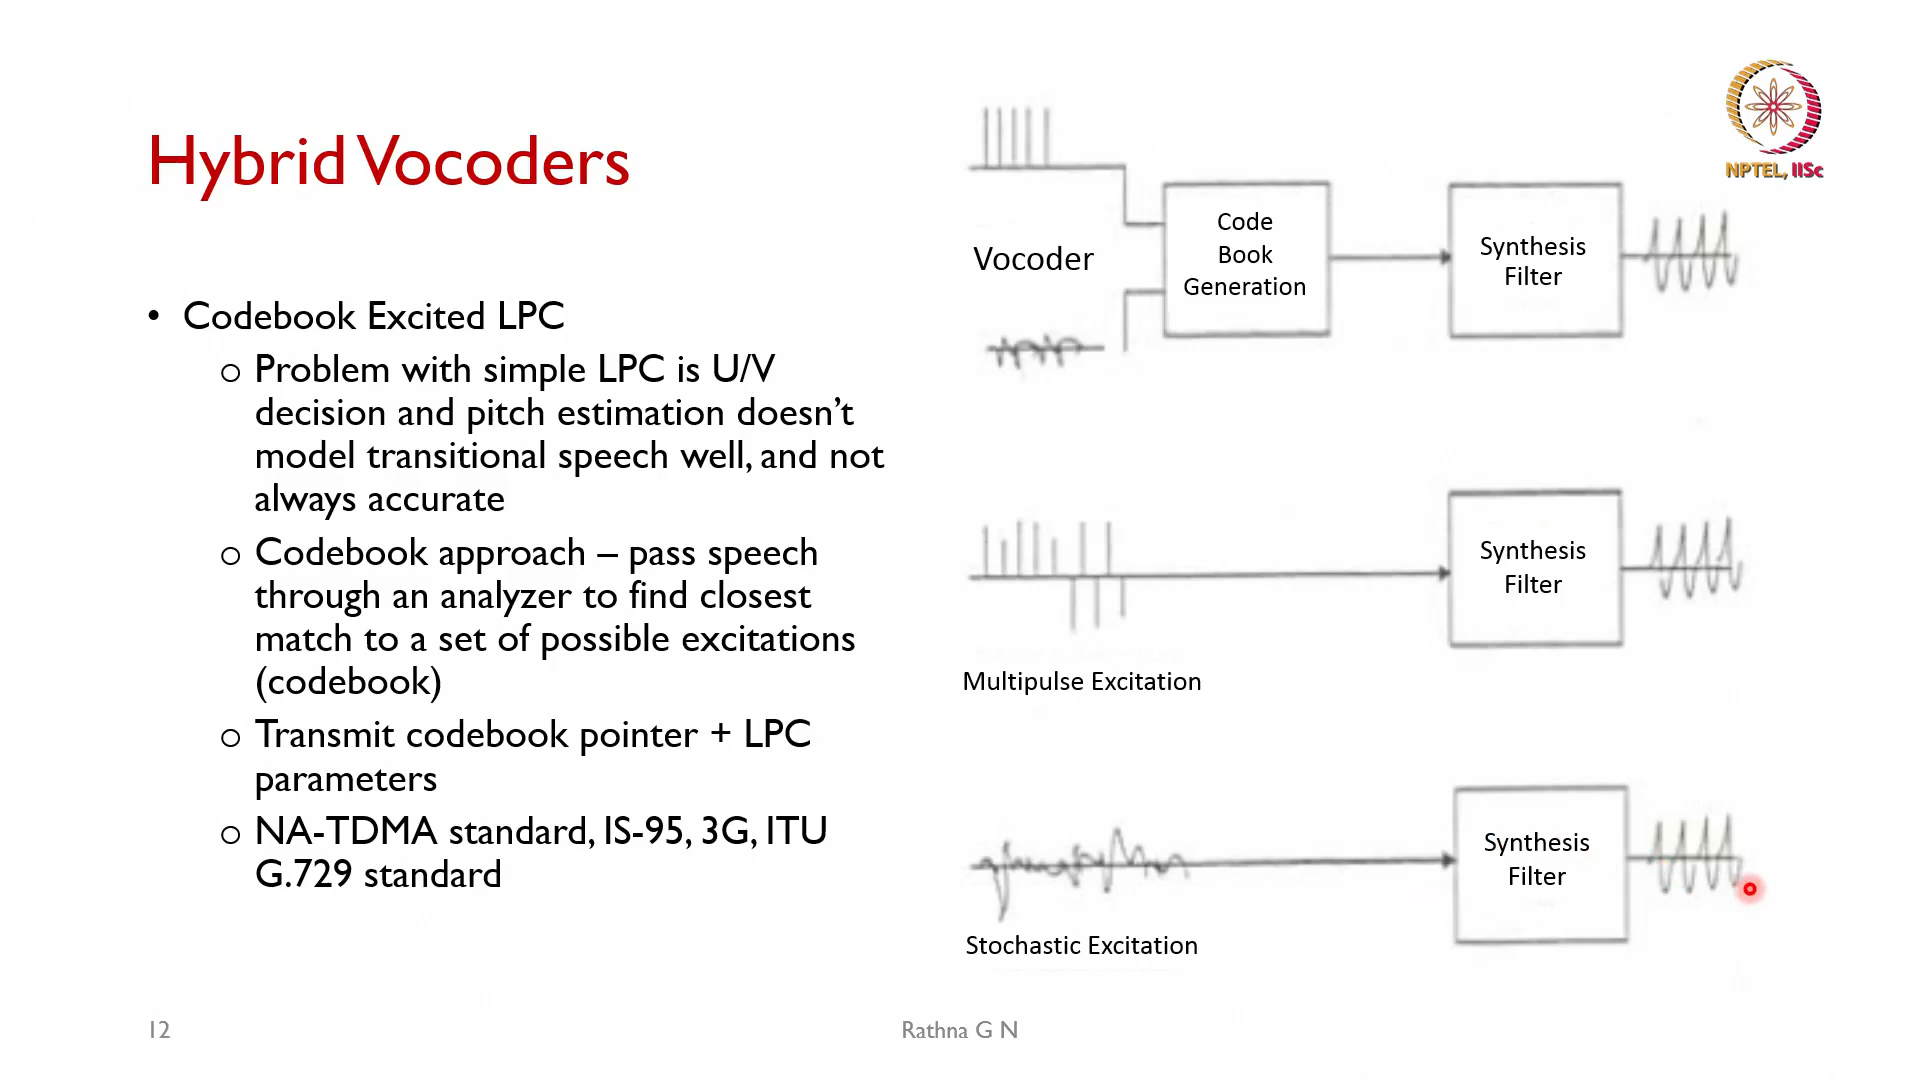 Hybrid Vocoders
• Codebook Excited LPC
o Problem with simple LPC is U/V
decision and pitch estimation doesn’t
model transitional speech well, and not
always accurate
o Codebook approach – pass speech
through an analyzer to find closest
match to a set of possible excitations
(codebook)
o Transmit codebook pointer + LPC
parameters
o NA-TDMA standard, IS-95, 3G, ITU
G.729 standard
NPTEL, IISc
Vocoder
Code
Book
Generation
Synthesis
Filter
Synthesis
Filter
Multipulse Excitation
Synthesis
Filter
Stochastic Excitation
12
Rathna G N